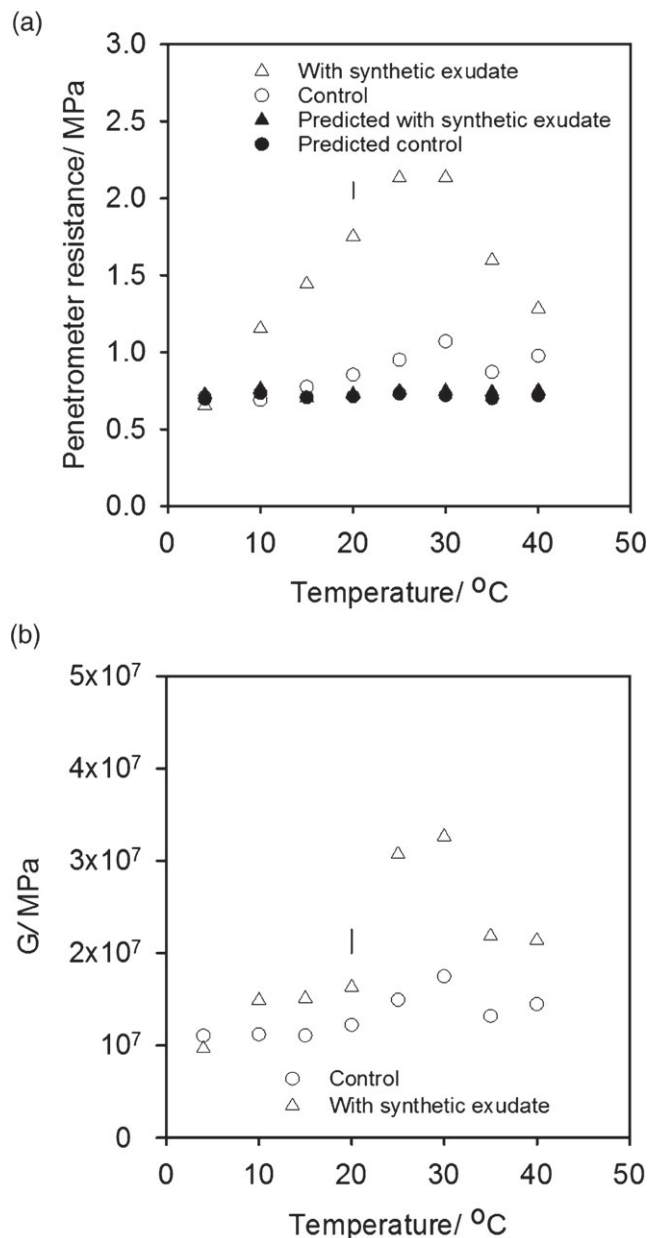 (a)
3.0
2.5
2.0
1.5
1.0
0.5
0.0
Penetrometer resistance/ MPa
With synthetic exudate
Control
Predicted with synthetic exudate
Predicted control
0 10 20 30 40 50
Temperature/ °C
(b)
5x10⁷
4x10⁷
3x10⁷
2x10⁷
10⁷
0
G/MPa
Control
With synthetic exudate
0 10 20 30 40 50
Temperature/ °C